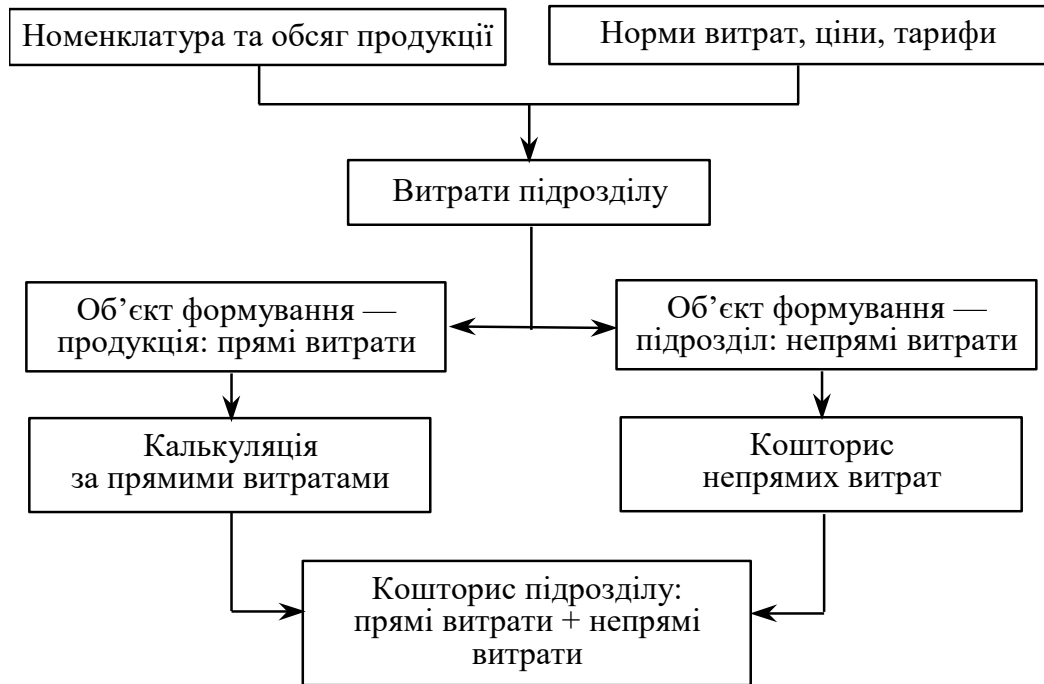 Номенклатура та обсяг продукції
Норми витрат, ціни, тарифи
Витрати підрозділу
Об’єкт формування —
продукція: прямі витрати
Об’єкт формування —
підрозділ: непрямі витрати
Калькуляція
за прямими витратами
Кошторис
непрямих витрат
Кошторис підрозділу:
прямі витрати + непрямі
витрати